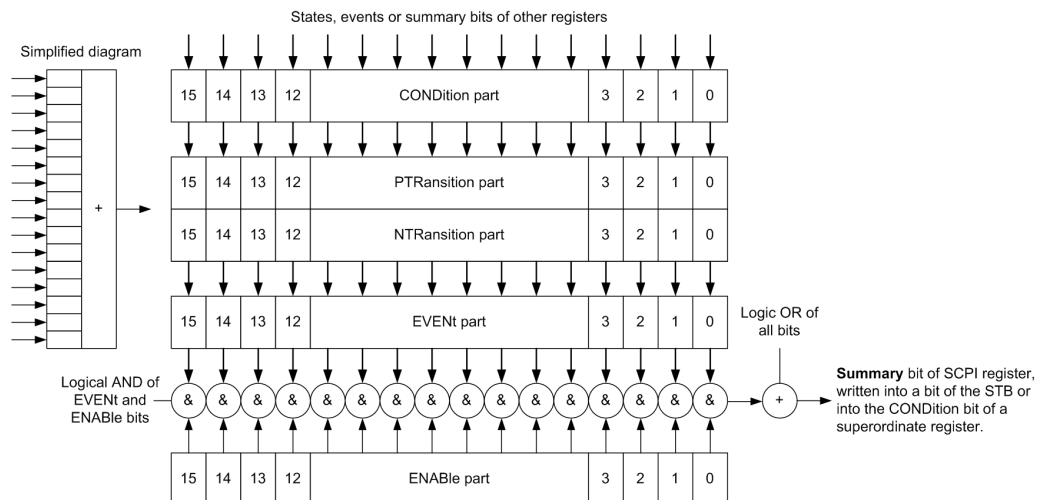 States, events or summary bits of other registers
Simplified diagram
+
15 14 13 12 CONDition part 3 2 1 0
15 14 13 12 PTRansition part 3 2 1 0
15 14 13 12 NTRansition part 3 2 1 0
15 14 13 12 EVENt part 3 2 1 0
Logic OR of
all bits
Logical AND of
EVENt and
ENABle bits
& & & & & & & & & & & & & & & &
+
Summary bit of SCPI register,
written into a bit of the STB or
into the CONDition bit of a
superordinate register.
15 14 13 12 ENABle part 3 2 1 0